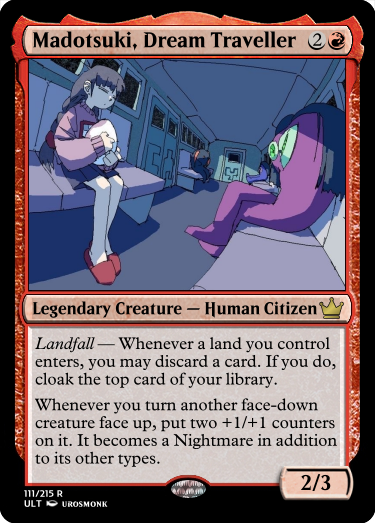 Madotsuki, Dream Traveller 2
Legendary Creature — Human Citizen
Landfall — Whenever a land you control
enters, you may discard a card. If you do,
cloak the top card of your library.
Whenever you turn another face-down
creature face up, put two +1/+1 counters
on it. It becomes a Nightmare in addition
to its other types.
2/3
111/215 R
ULT UROSMONK